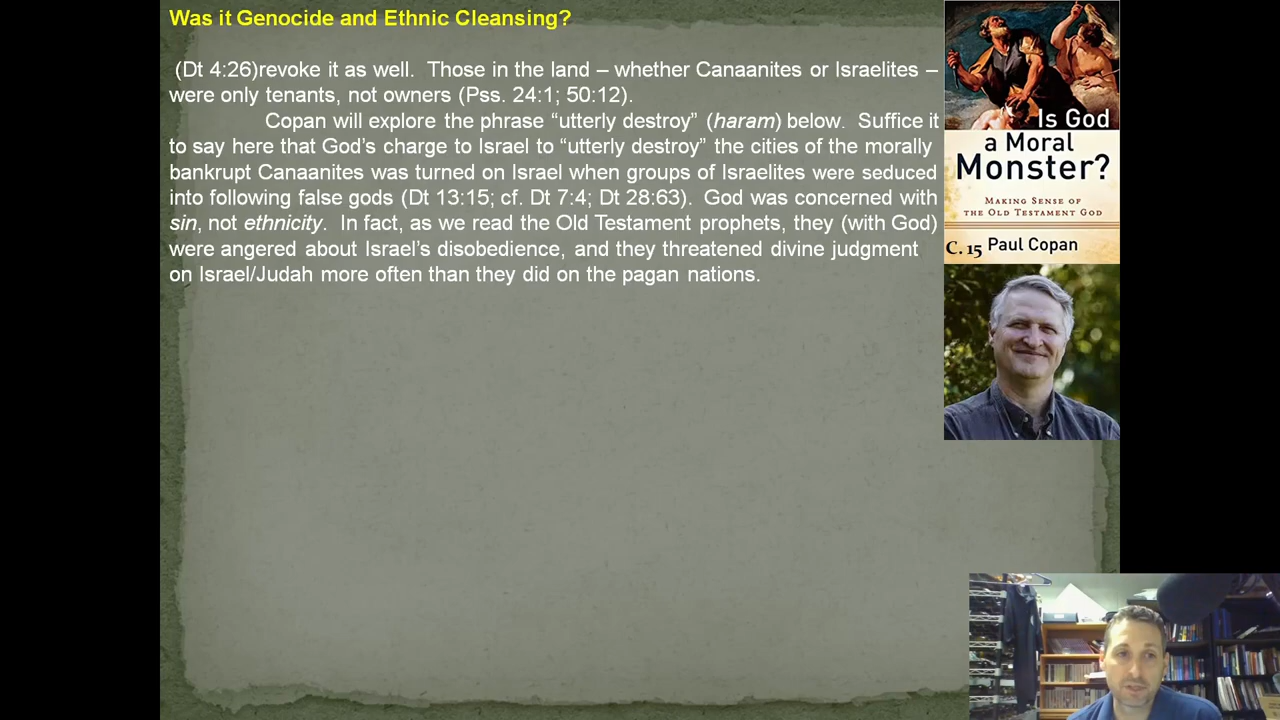 Was it Genocide and Ethnic Cleansing?
(Dt 4:26)revoke it as well. Those in the land – whether Canaanites or Israelites –
were only tenants, not owners (Pss. 24:1; 50:12).
Copan will explore the phrase “utterly destroy” (haram) below. Suffice it
to say here that God’s charge to Israel to “utterly destroy” the cities of the morally
bankrupt Canaanites was turned on Israel when groups of Israelites were seduced
into following false gods (Dt 13:15; cf. Dt 7:4; Dt 28:63). God was concerned with
sin, not ethnicity. In fact, as we read the Old Testament prophets, they (with God)
were angered about Israel’s disobedience, and they threatened divine judgment
on Israel/Judah more often than they did on the pagan nations.
Is God
a Moral
Monster?
MAKING SENSE OF
THE OLD TESTAMENT GOD
C. 15 Paul Copan